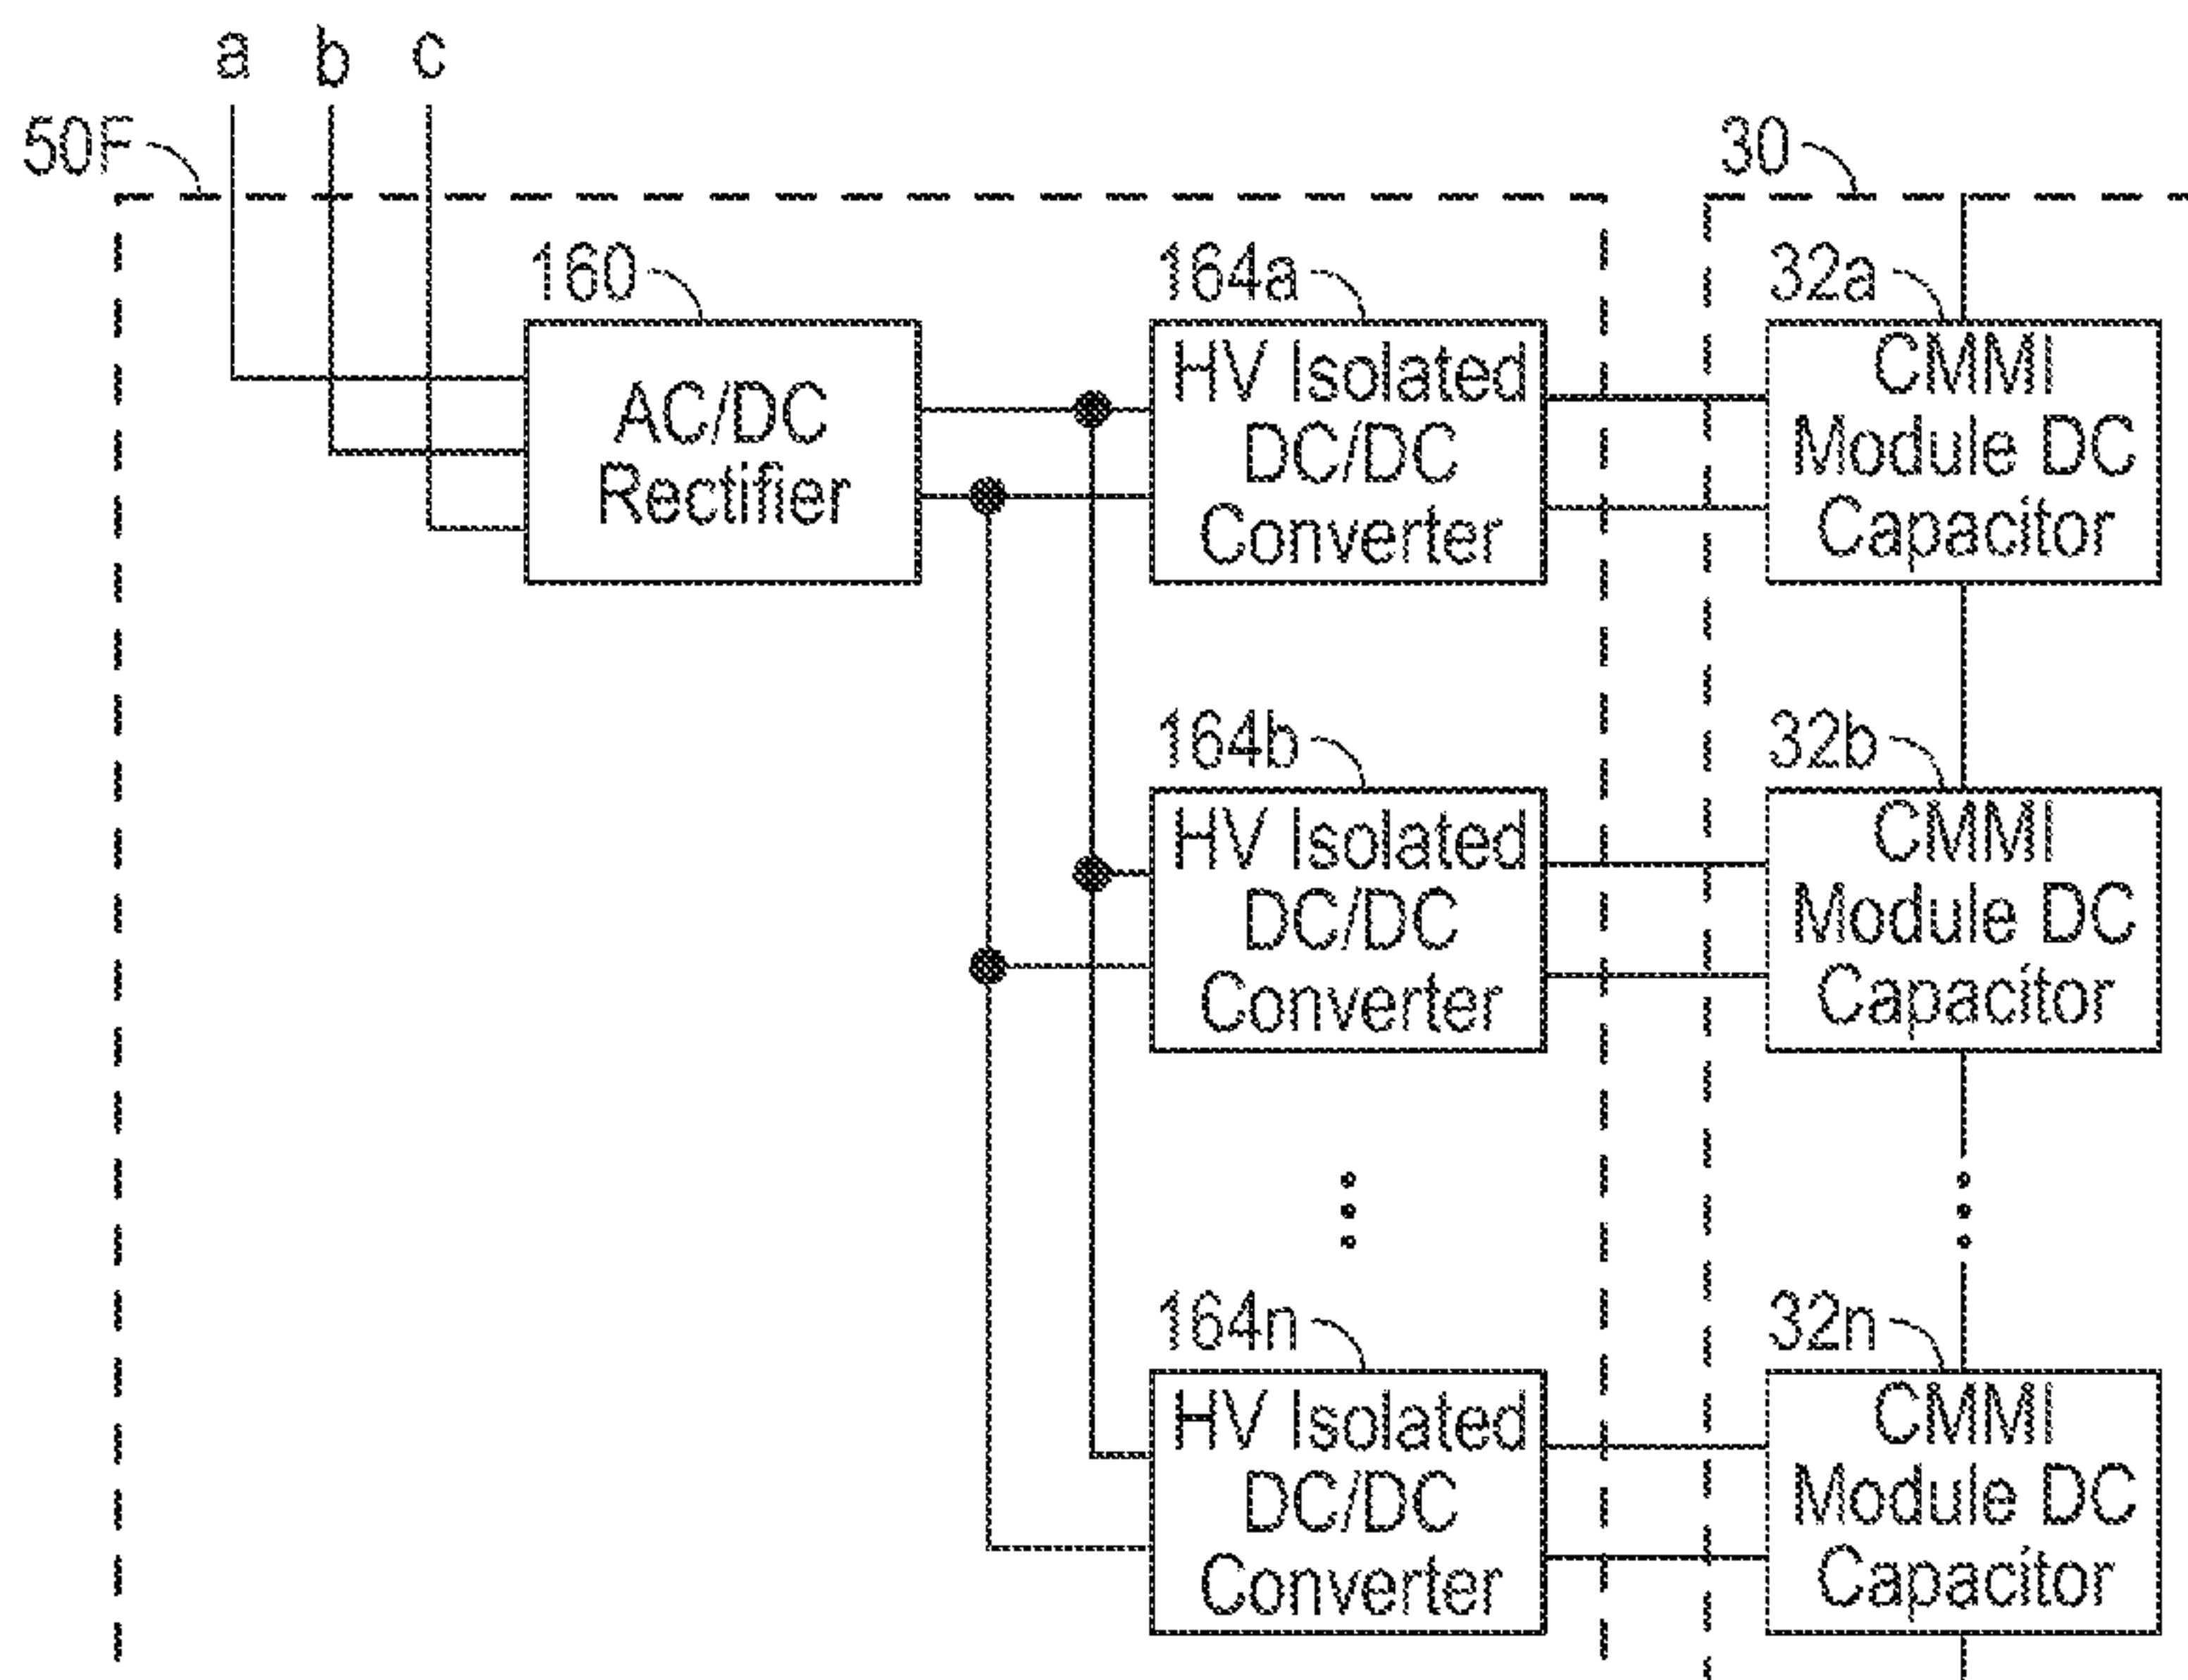 a b c
50F
30
160
164a
32a
AC/DC
Rectifier
HV Isolated
DC/DC
Converter
CMMI
Module DC
Capacitor
164b
32b
HV Isolated
DC/DC
Converter
CMMI
Module DC
Capacitor
164n
32n
HV Isolated
DC/DC
Converter
CMMI
Module DC
Capacitor